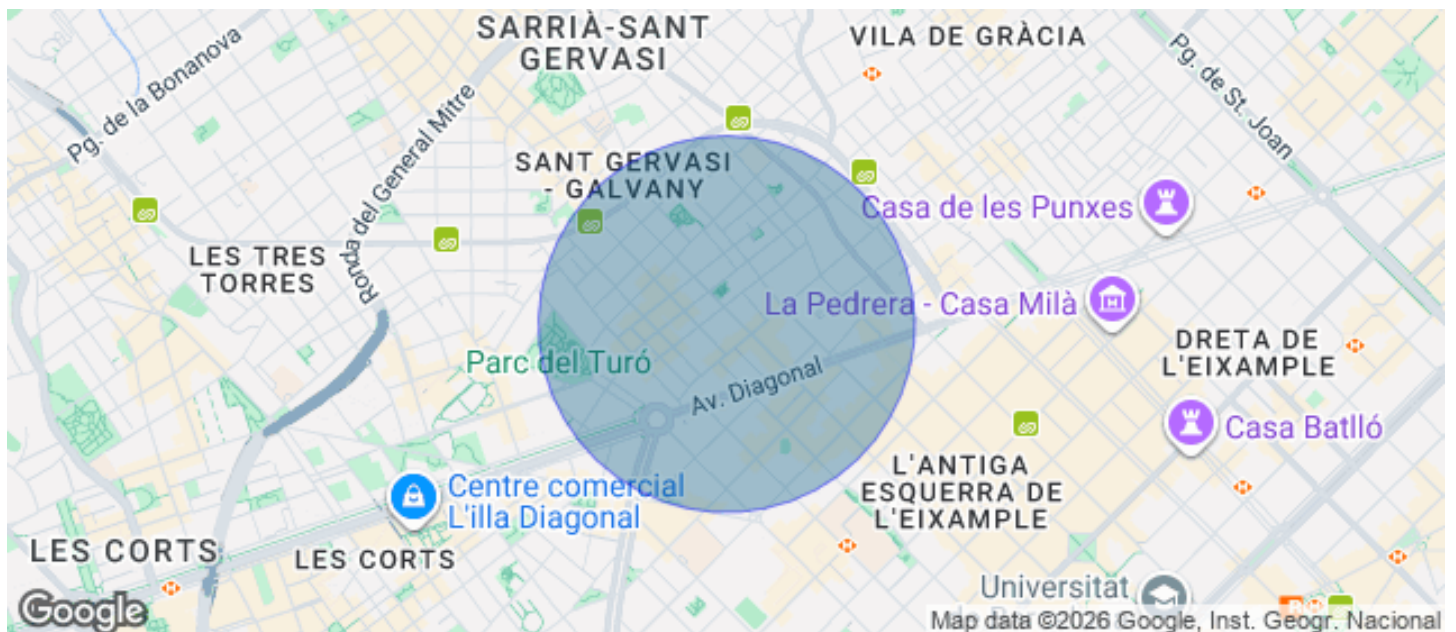 SARRIÀ-SANT
GERVASI
VILA DE GRÀCIA
Pg. de la Bonanova
Pg. de St. Joan
Ronda del General Mitre
SANT GERVASI
- GALVANY
Casa de les Punxes
LES TRES
TORRES
La Pedrera - Casa Milà
DRETA DE
L'EIXAMPLE
Parc del Turó
Av. Diagonal
Casa Batlló
L'ANTIGA
ESQUERRA DE
L'EIXAMPLE
Centre comercial
L'illa Diagonal
LES CORTS
LES CORTS
Universitat
Google
Map data ©2026 Google, Inst. Geogr. Nacional